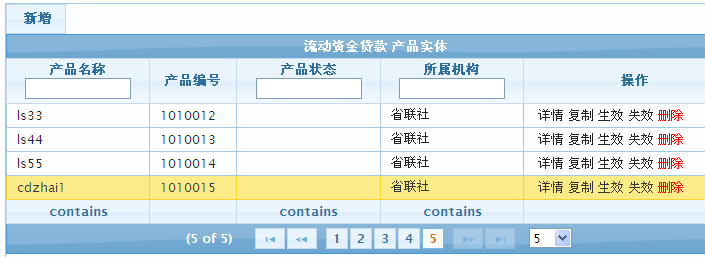 新增
流动资金贷款 产品实体
产品名称 产品编号 产品状态 所属机构 操作
ls33 1010012 省联社 详情 复制 生效 失效 删除
ls44 1010013 省联社 详情 复制 生效 失效 删除
ls55 1010014 省联社 详情 复制 生效 失效 删除
cdzhai1 1010015 省联社 详情 复制 生效 失效 删除
contains contains contains
(5 of 5) 1 2 3 4 5 5